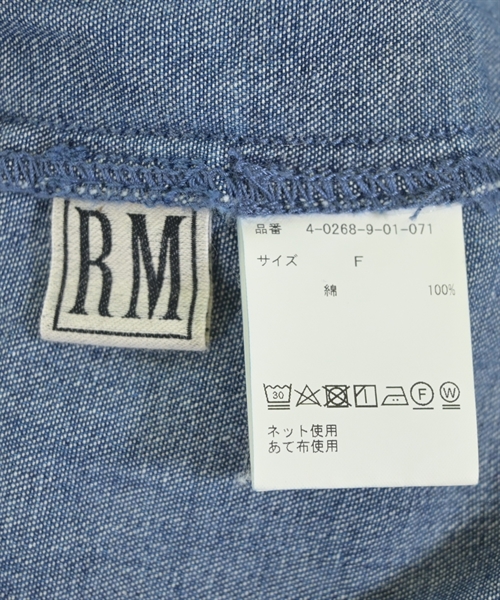 RM
品番 4-0268-9-01-071
サイズ F
綿 100%
30 F W
ネット使用
あて布使用